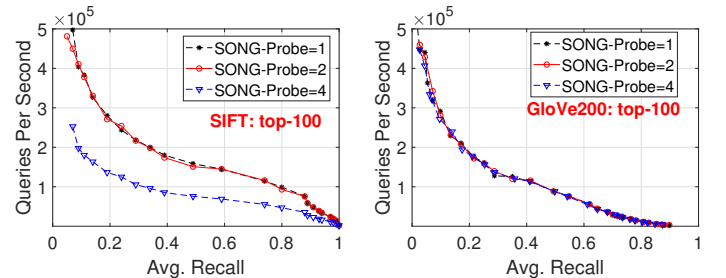 ×10^5
5
4
3
2
1
Queries Per Second
SONG-Probe=1
SONG-Probe=2
SONG-Probe=4
SIFT: top-100
0
0.2
0.4
0.6
0.8
1
Avg. Recall
×10^5
5
4
3
2
1
Queries Per Second
SONG-Probe=1
SONG-Probe=2
SONG-Probe=4
GloVe200: top-100
0
0.2
0.4
0.6
0.8
1
Avg. Recall